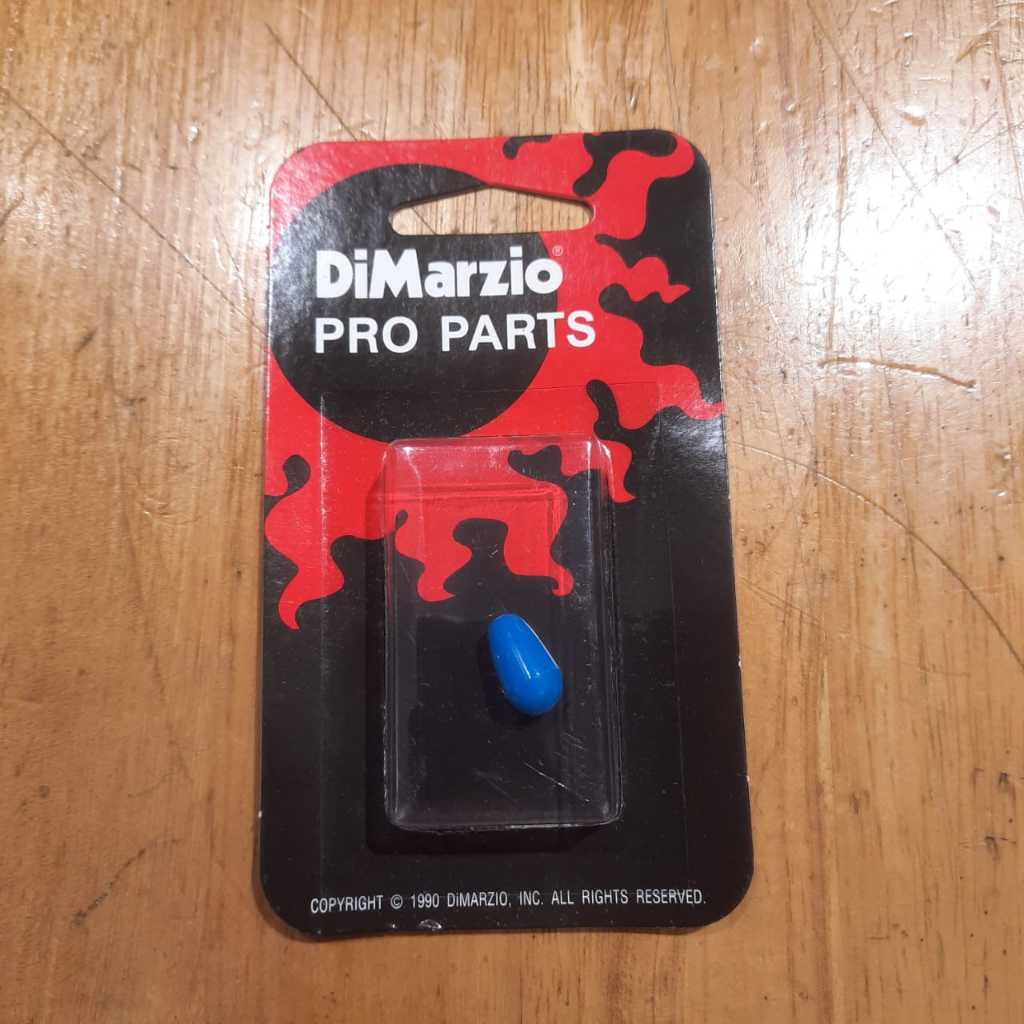 DiMarzio®
PRO PARTS
COPYRIGHT © 1990 DiMARZIO, INC. ALL RIGHTS RESERVED.